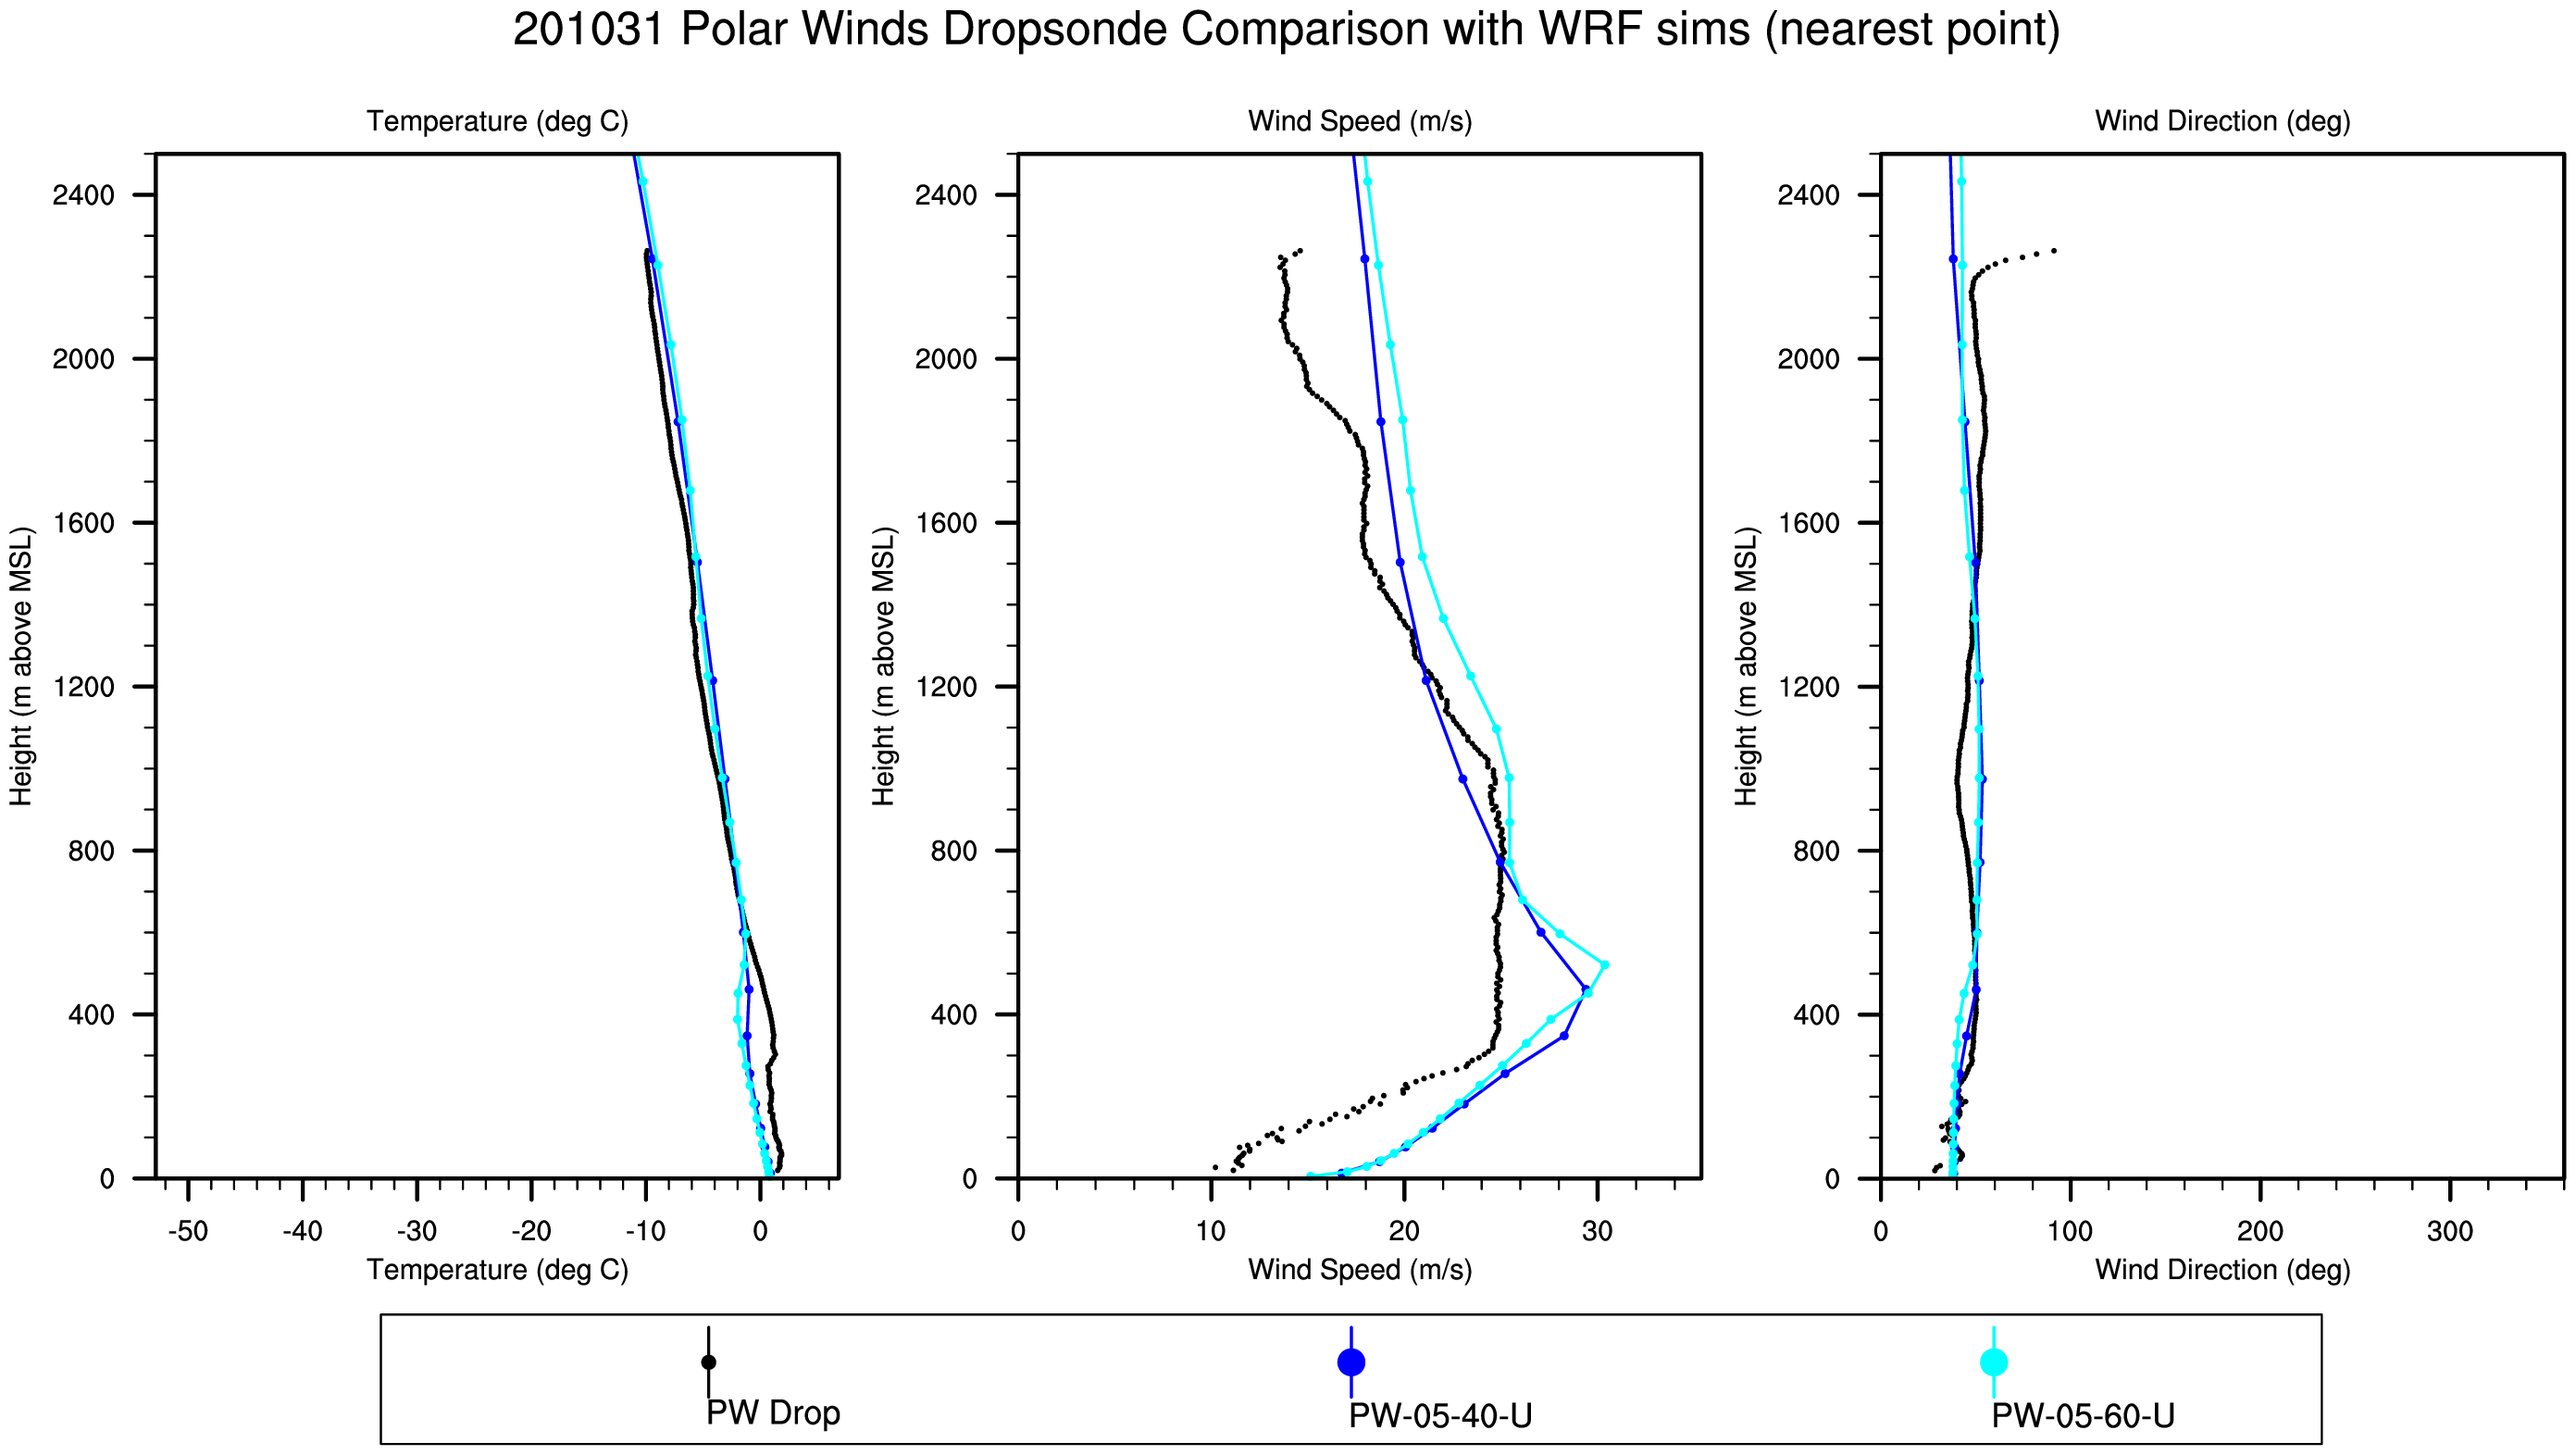 201031 Polar Winds Dropsonde Comparison with WRF sims (nearest point)
Temperature (deg C)
Wind Speed (m/s)
Wind Direction (deg)
Height (m above MSL)
2400
2000
1600
1200
800
400
0
-50 -40 -30 -20 -10 0
Temperature (deg C)
Height (m above MSL)
2400
2000
1600
1200
800
400
0
0 10 20 30
Wind Speed (m/s)
Height (m above MSL)
2400
2000
1600
1200
800
400
0
0 100 200 300
Wind Direction (deg)
PW Drop
PW-05-40-U
PW-05-60-U